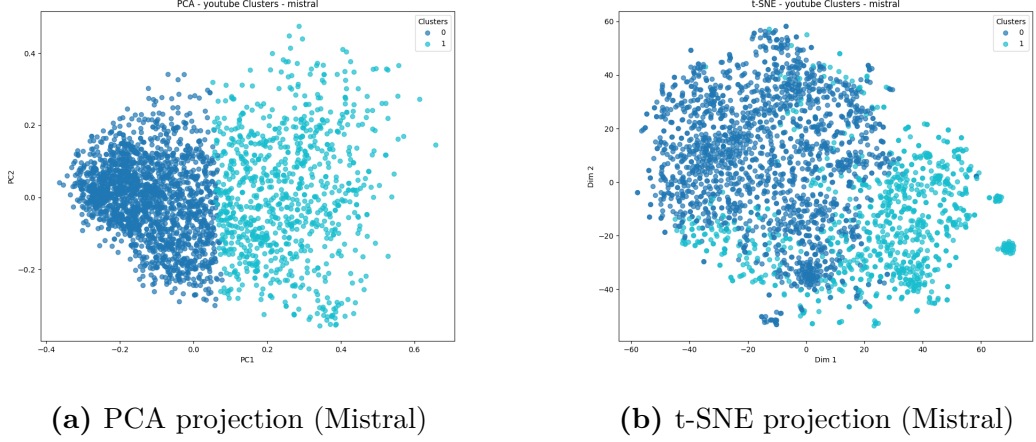 PCA - youtube Clusters - mistral
Clusters
0
1
0.4
0.2
0.0
−0.2
PC2
−0.4
−0.2
0.0
0.2
0.4
0.6
PC1
(a) PCA projection (Mistral)
t-SNE - youtube Clusters - mistral
Clusters
0
1
60
40
20
0
−20
−40
Dim 2
−60
−40
−20
0
20
40
60
Dim 1
(b) t-SNE projection (Mistral)